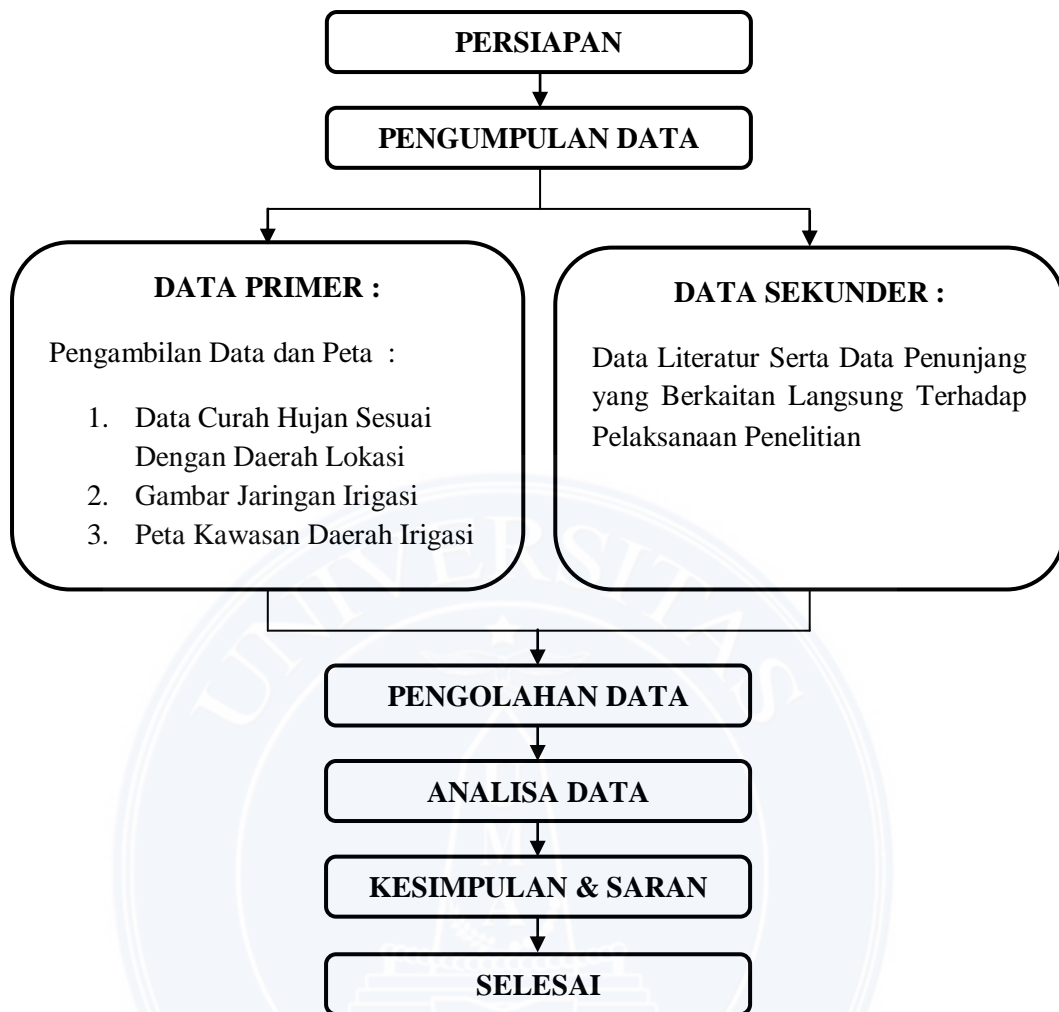 PERSIAPAN
PENGUMPULAN DATA
DATA PRIMER :
Pengambilan Data dan Peta :
1. Data Curah Hujan Sesuai
Dengan Daerah Lokasi
2. Gambar Jaringan Irigasi
3. Peta Kawasan Daerah Irigasi
DATA SEKUNDER :
Data Literatur Serta Data Penunjang
yang Berkaitan Langsung Terhadap
Pelaksanaan Penelitian
UNIVERSITAS
PENGOLAHAN DATA
ANALISA DATA
KESIMPULAN & SARAN
SELESAI